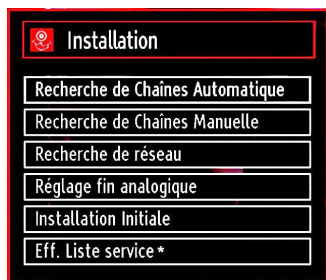 Installation
Recherche de Chaînes Automatique
Recherche de Chaînes Manuelle
Recherche de réseau
Réglage fin analogique
Installation Initiale
Eff. Liste service *